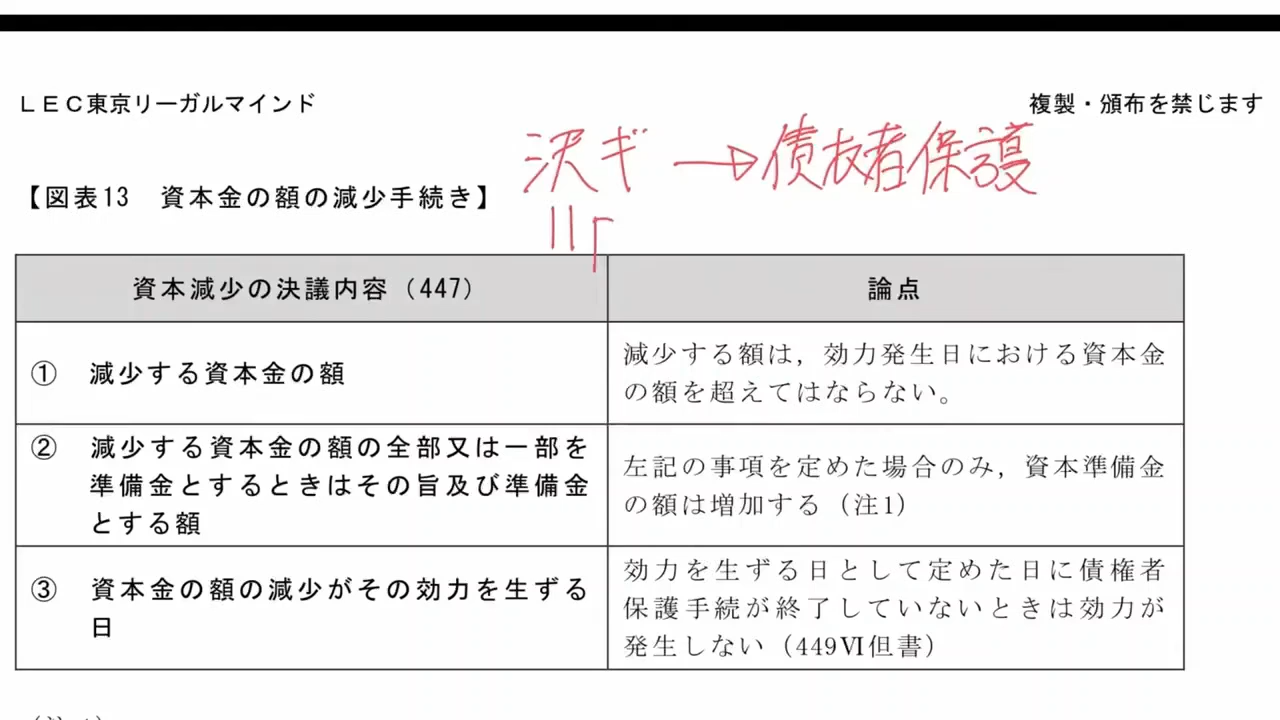 LEC東京リーガルマインド
複製・頒布を禁じます
決ギ→債权者保護
【図表13 資本金の額の減少手続き】
資本減少の決議内容(447)
論点
① 減少する資本金の額
減少する額は,効力発生日における資本金
の額を超えてはならない。
② 減少する資本金の額の全部又は一部を
準備金とするときはその旨及び準備金
とする額
左記の事項を定めた場合のみ,資本準備金
の額は増加する(注1)
③ 資本金の額の減少がその効力を生ずる
日
効力を生ずる日として定めた日に債権者
保護手続が終了していないときは効力が
発生しない(449Ⅵ但書)